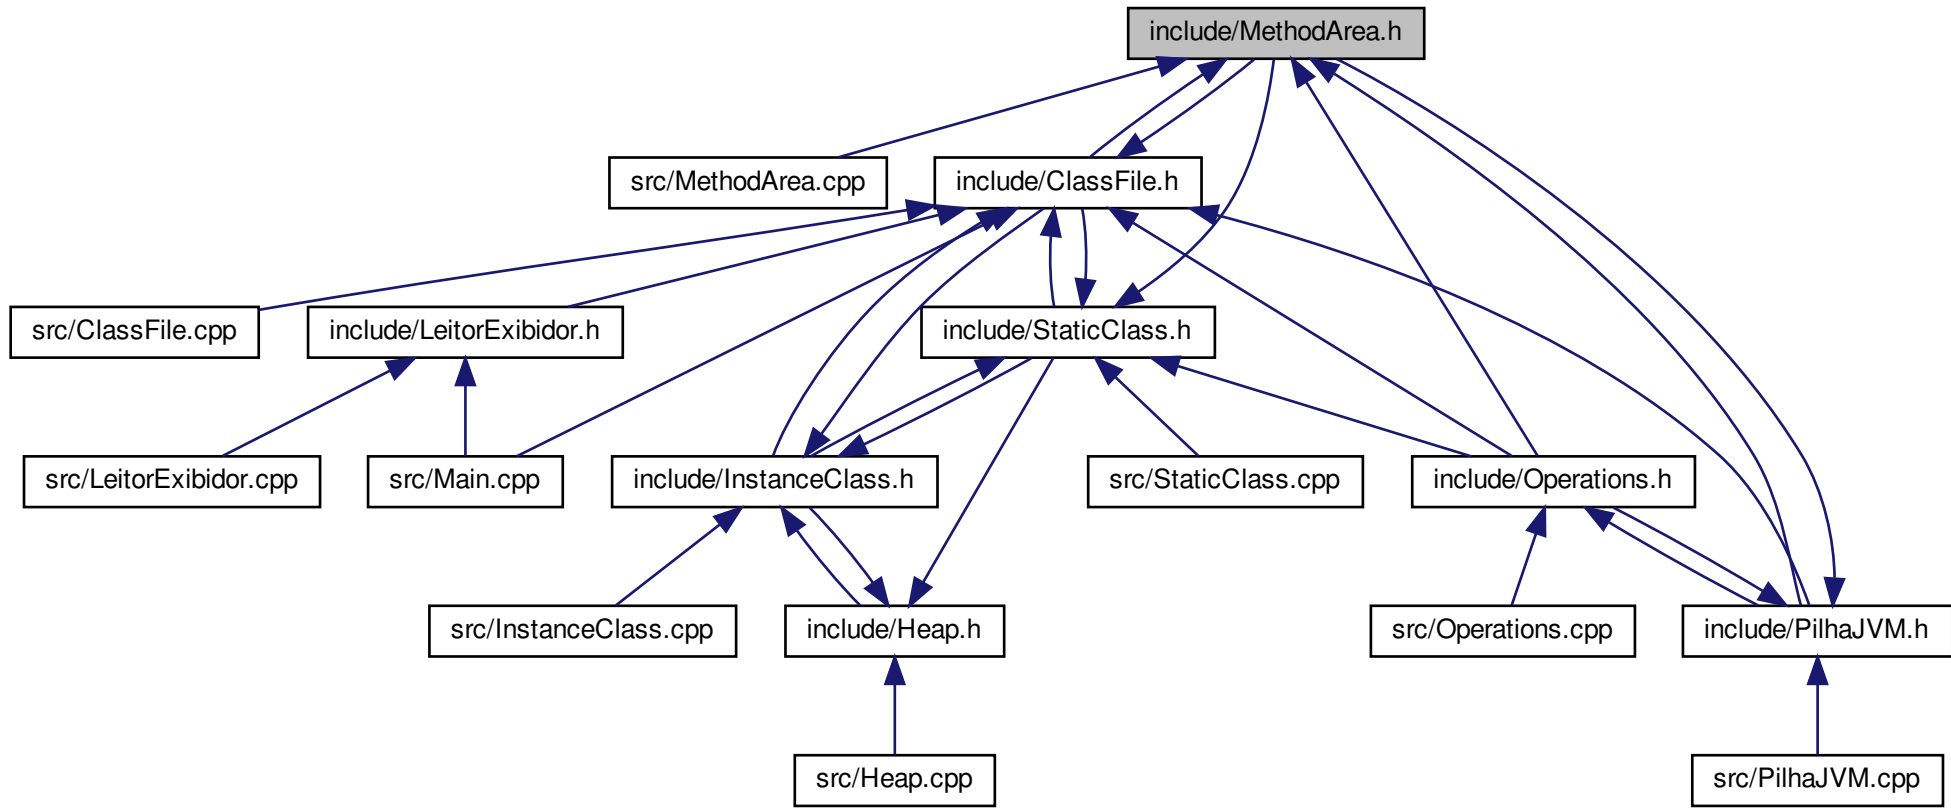 include/MethodArea.h
src/MethodArea.cpp
include/ClassFile.h
src/ClassFile.cpp
include/LeitorExibidor.h
include/StaticClass.h
src/LeitorExibidor.cpp
src/Main.cpp
include/InstanceClass.h
src/StaticClass.cpp
include/Operations.h
src/InstanceClass.cpp
include/Heap.h
src/Operations.cpp
include/PilhaJVM.h
src/Heap.cpp
src/PilhaJVM.cpp